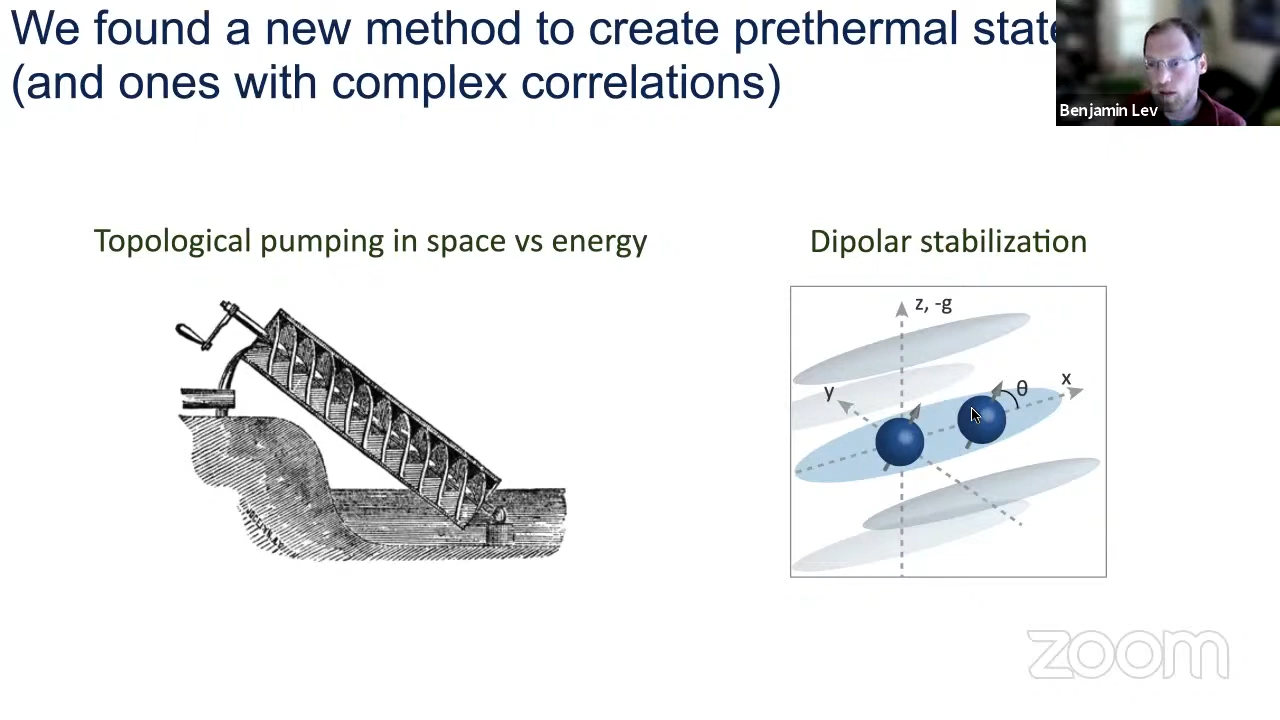 We found a new method to create prethermal state
(and ones with complex correlations)
Benjamin Lev
Topological pumping in space vs energy
Dipolar stabilization
z, -g
y
θ
x
zoom